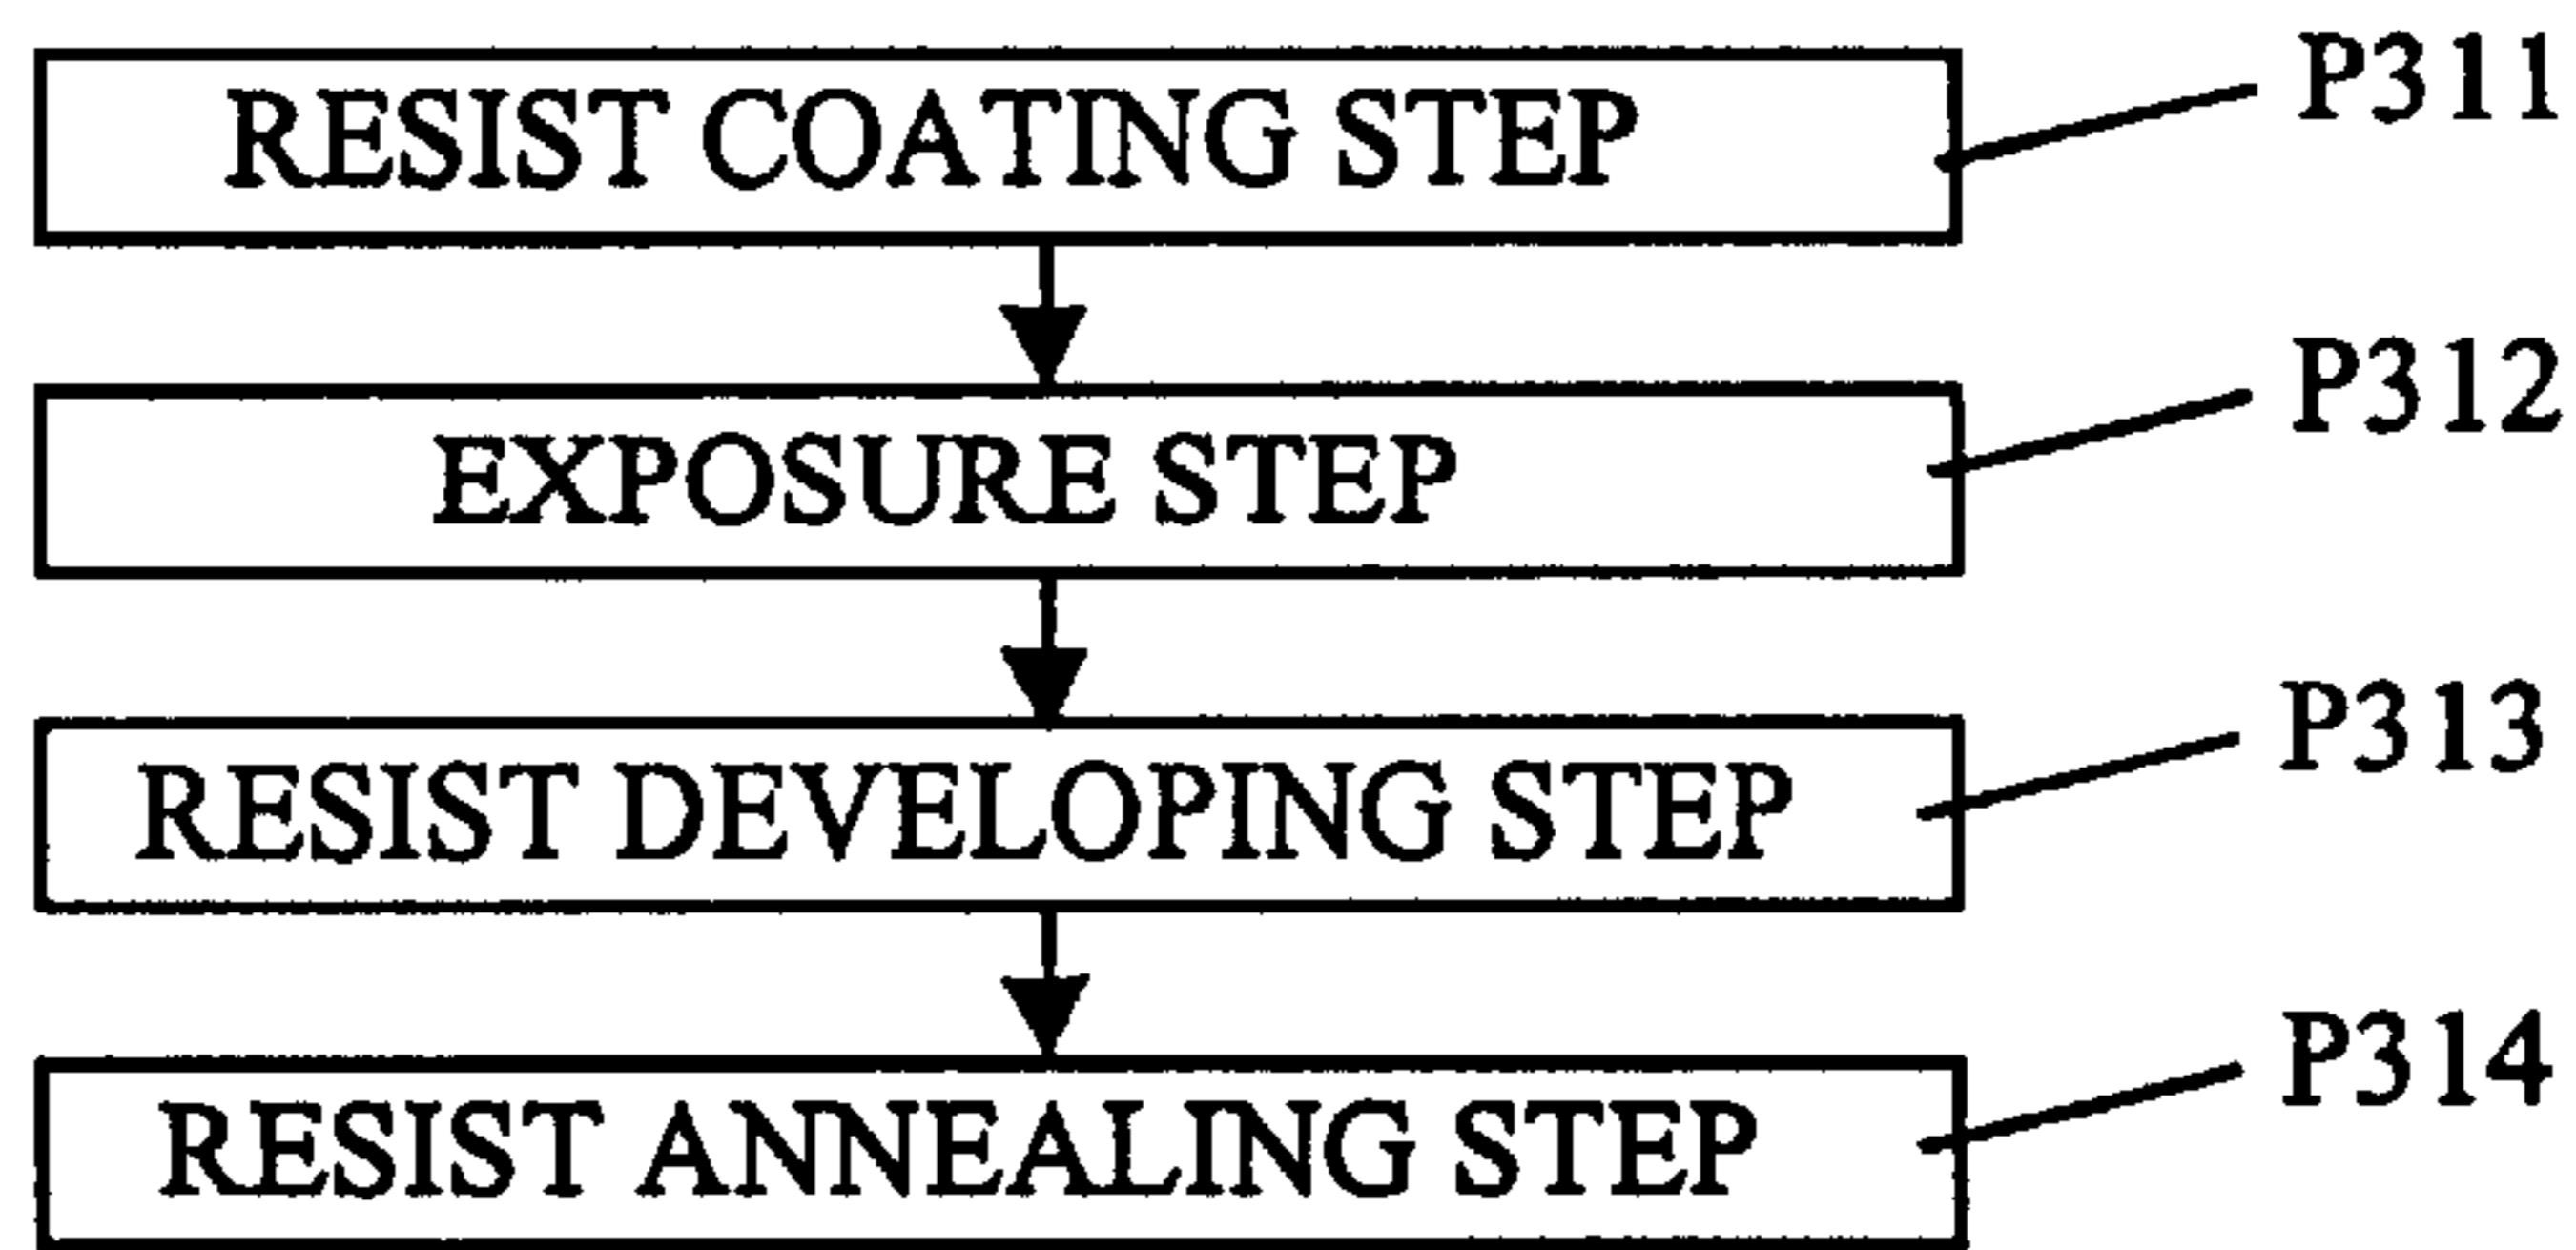 RESIST COATING STEP P311
EXPOSURE STEP P312
RESIST DEVELOPING STEP P313
RESIST ANNEALING STEP P314